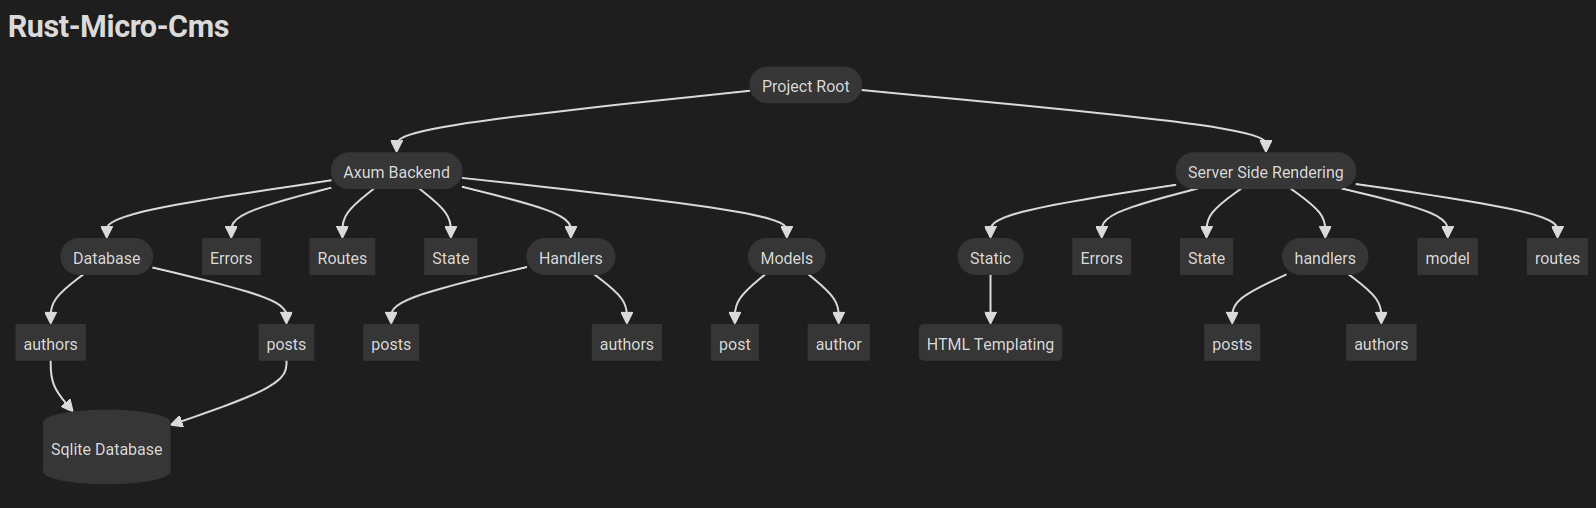 Rust-Micro-Cms
Project Root
Axum Backend
Server Side Rendering
Database
Errors
Routes
State
Handlers
Models
Static
Errors
State
handlers
model
routes
authors
posts
posts
authors
post
author
HTML Templating
posts
authors
Sqlite Database